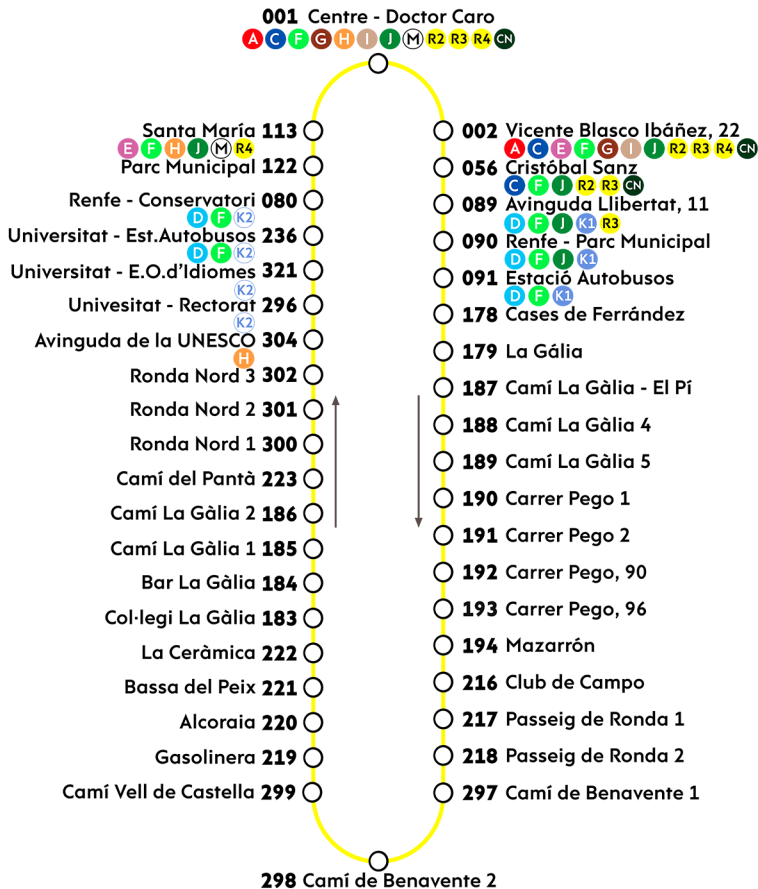 001 Centre - Doctor Caro
A C F G H I J M R2 R3 R4 CN
Santa María 113
E F H J M R4
Parc Municipal 122
Renfe - Conservatori 080
D F K2
Universitat - Est.Autobusos 236
D F K2
Universitat - E.O.d'Idiomes 321
K2
Univesitat - Rectorat 296
K2
Avinguda de la UNESCO 304
H
Ronda Nord 3 302
Ronda Nord 2 301
Ronda Nord 1 300
Camí del Pantà 223
Camí La Gàlia 2 186
Camí La Gàlia 1 185
Bar La Gàlia 184
Col·legi La Gàlia 183
La Ceràmica 222
Bassa del Peix 221
Alcoraia 220
Gasolinera 219
Camí Vell de Castella 299
002 Vicente Blasco Ibáñez, 22
A C E F G I J R2 R3 R4 CN
056 Cristóbal Sanz
C F J R2 R3 CN
089 Avinguda Llibertat, 11
D F J K1 R3
090 Renfe - Parc Municipal
D F J K1
091 Estació Autobusos
D F K1
178 Cases de Ferrández
179 La Gália
187 Camí La Gàlia - El Pí
188 Camí La Gàlia 4
189 Camí La Gàlia 5
190 Carrer Pego 1
191 Carrer Pego 2
192 Carrer Pego, 90
193 Carrer Pego, 96
194 Mazarrón
216 Club de Campo
217 Passeig de Ronda 1
218 Passeig de Ronda 2
297 Camí de Benavente 1
298 Camí de Benavente 2